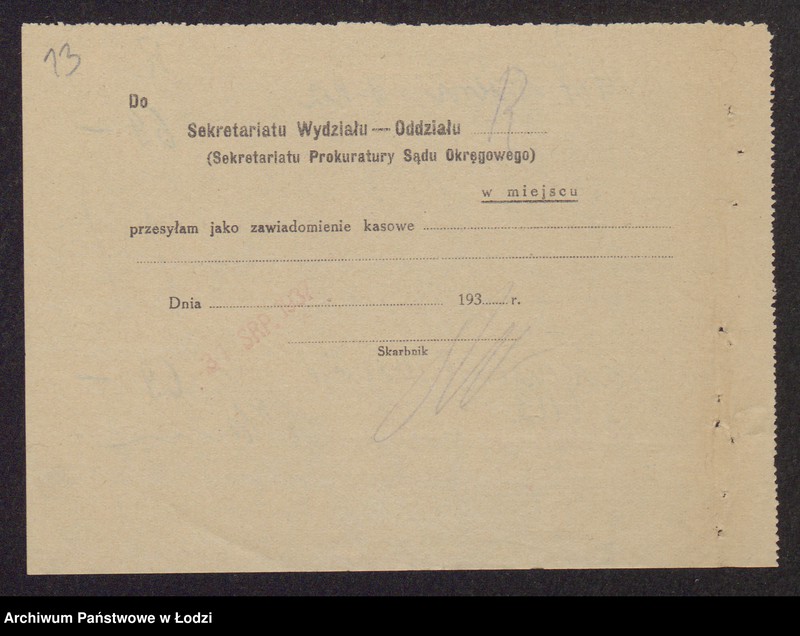 13
Do
Sekretariatu Wydziału — Oddziału
(Sekretariatu Prokuratury Sądu Okręgowego)
w miejscu
przesyłam jako zawiadomienie kasowe
Dnia 193 r.
SRP.
Skarbnik
Archiwum Państwowe w Łodzi